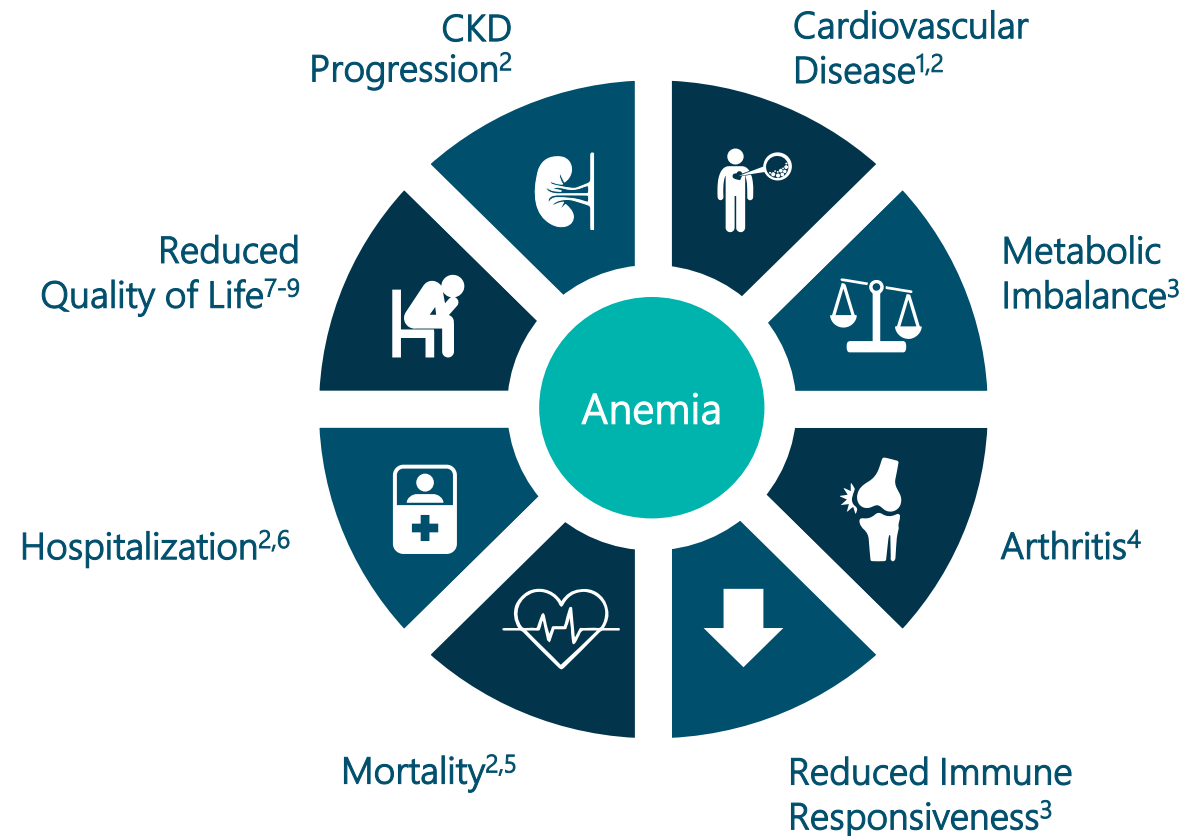 CKD
Progression2
Cardiovascular
Disease1,2
Reduced
Quality of Life7-9
Metabolic
Imbalance3
Anemia
Hospitalization2,6
Arthritis4
Mortality2,5
Reduced Immune
Responsiveness3